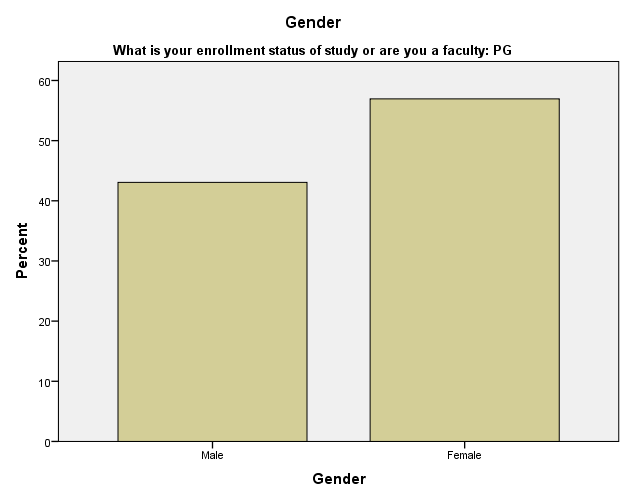 Gender
What is your enrollment status of study or are you a faculty: PG
60
50
40
30
20
10
0
Percent
Male Female
Gender